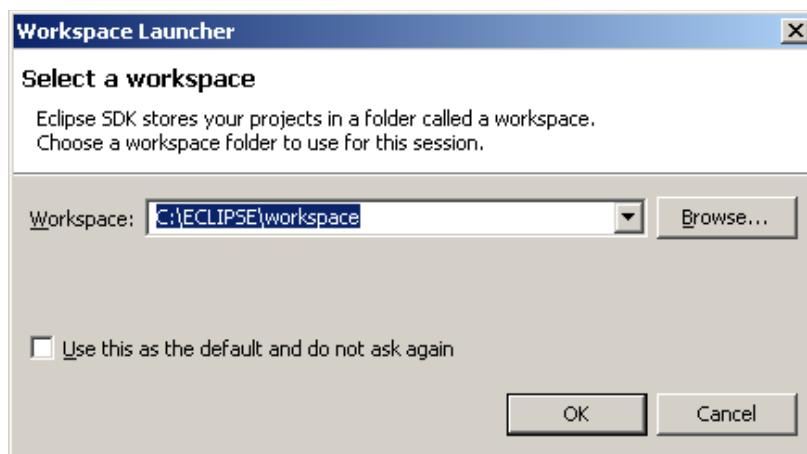 Workspace Launcher
Select a workspace
Eclipse SDK stores your projects in a folder called a workspace.
Choose a workspace folder to use for this session.
Workspace: C:\ECLIPSE\workspace Browse...
Use this as the default and do not ask again
OK Cancel